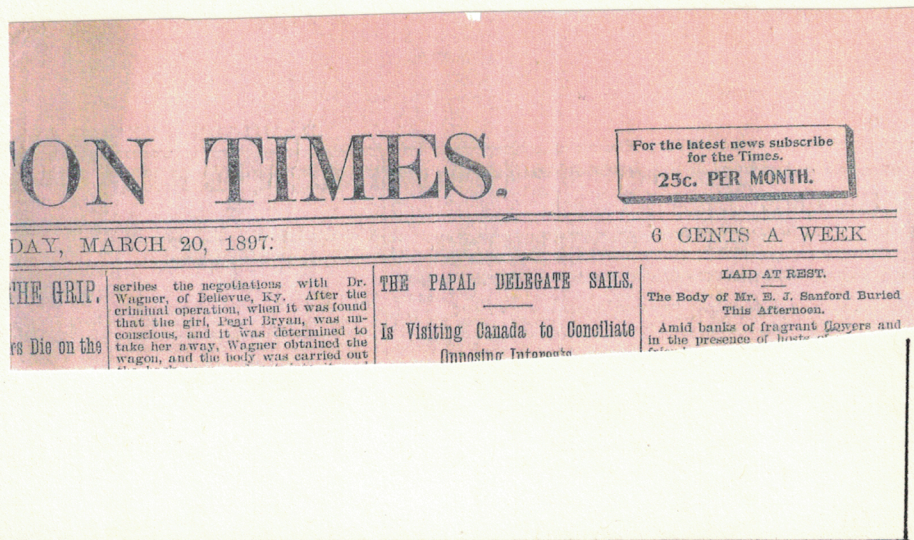 ON TIMES.
For the latest news subscribe
for the Times.
25c. PER MONTH.
DAY, MARCH 20, 1897.
6 CENTS A WEEK
THE GRIP.
rs Die on the
scribes the negotiations with Dr.
Wagner, of Bellevue, Ky. After the
criminal operation, when it was found
that the girl, Pearl Bryan, was un-
conscious, and it was determined to
take her away, Wagner obtained the
wagon, and the body was carried out
THE PAPAL DELEGATE SAILS.
Is Visiting Canada to Conciliate
Opposing Interests
LAID AT REST.
The Body of Mr. E. J. Sanford Buried
This Afternoon.
Amid banks of fragrant flowers and
in the presence of hosts of